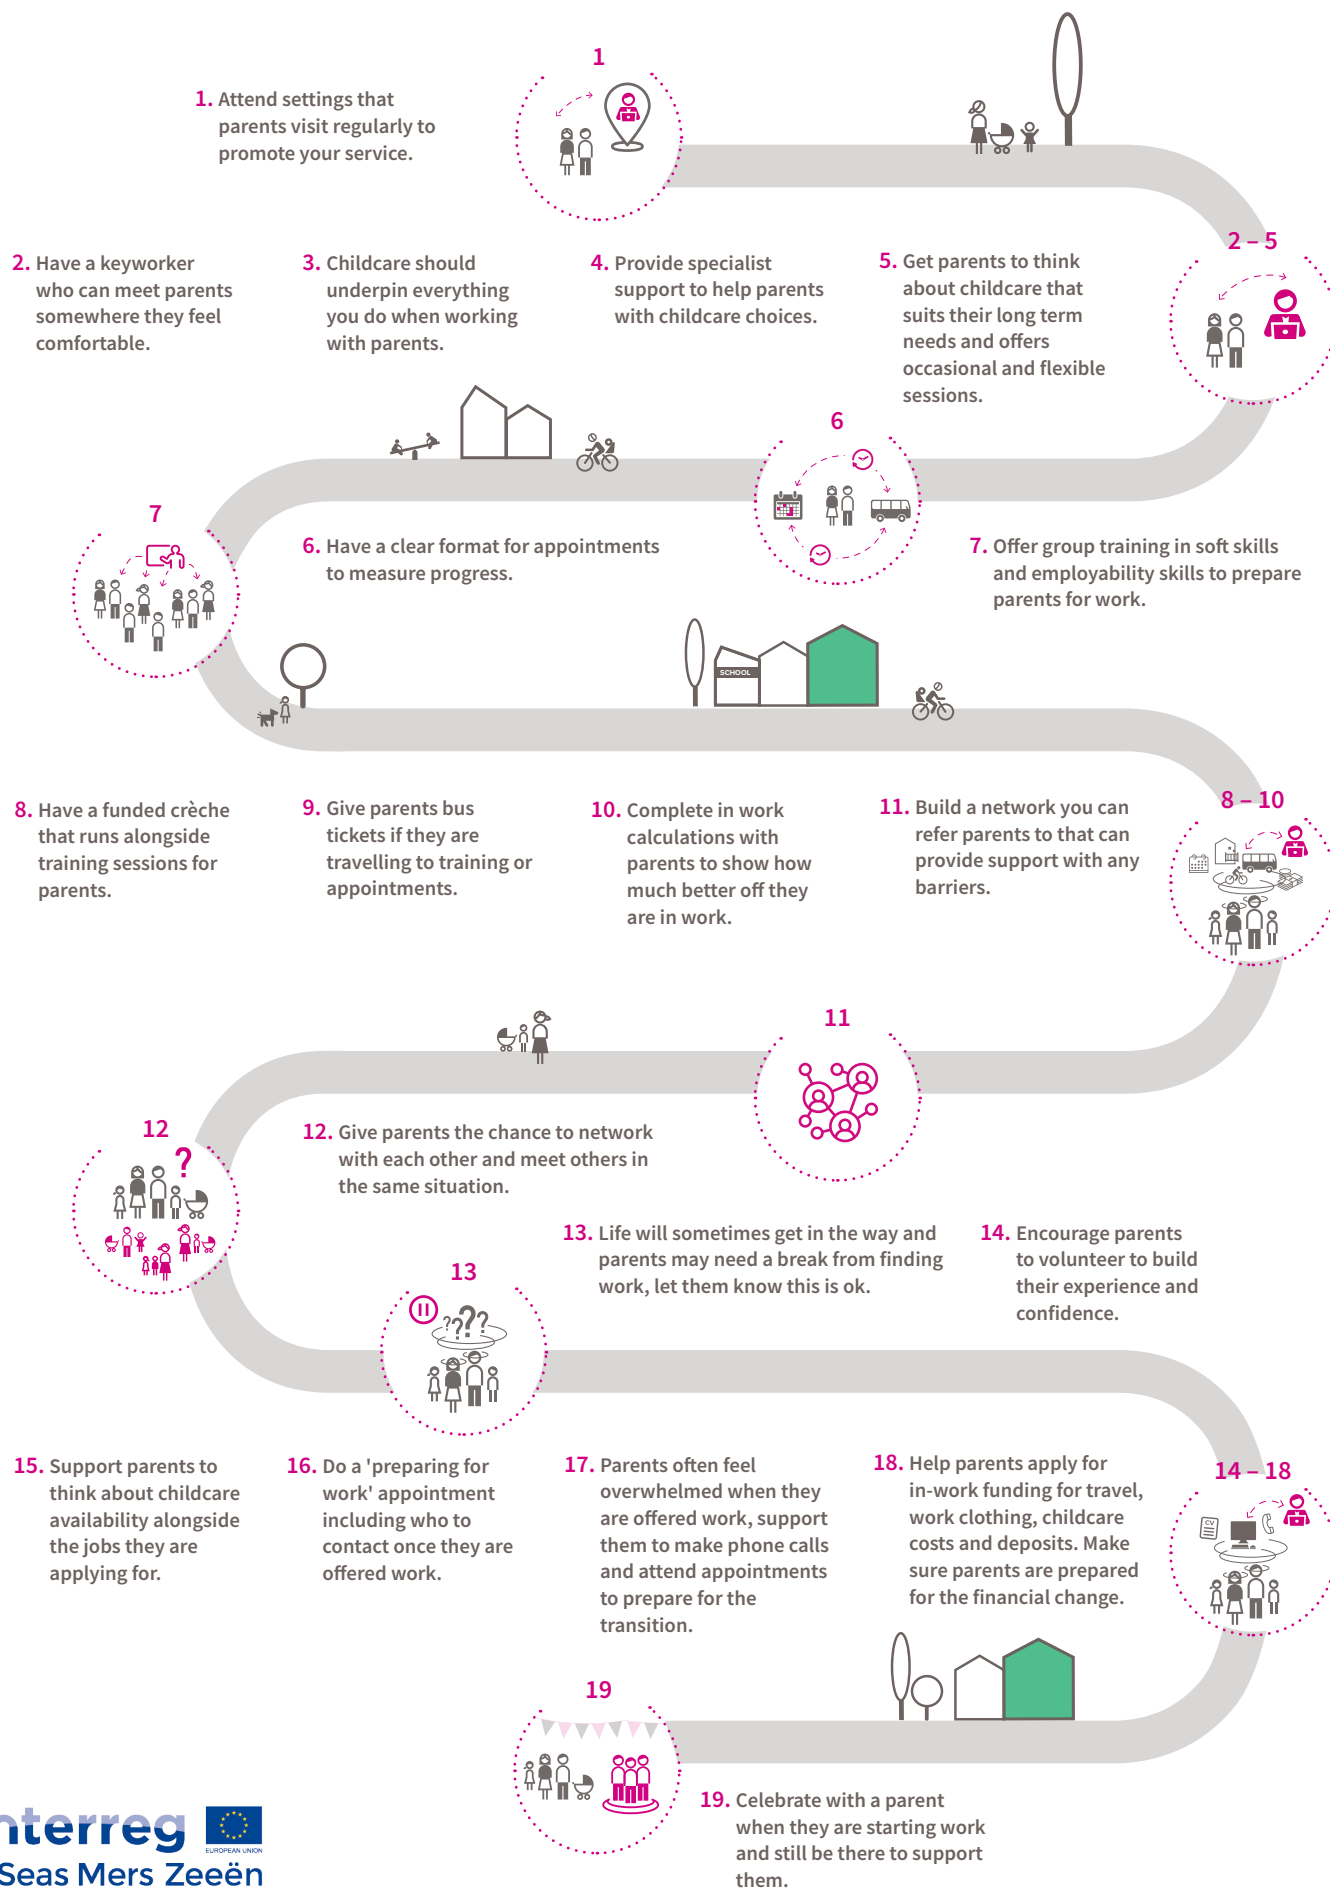 1
1. Attend settings that
parents visit regularly to
promote your service.
2 – 5
2. Have a keyworker
who can meet parents
somewhere they feel
comfortable.
3. Childcare should
underpin everything
you do when working
with parents.
4. Provide specialist
support to help parents
with childcare choices.
5. Get parents to think
about childcare that
suits their long term
needs and offers
occasional and flexible
sessions.
6
7
6. Have a clear format for appointments
to measure progress.
7. Offer group training in soft skills
and employability skills to prepare
parents for work.
SCHOOL
8 – 10
8. Have a funded crèche
that runs alongside
training sessions for
parents.
9. Give parents bus
tickets if they are
travelling to training or
appointments.
10. Complete in work
calculations with
parents to show how
much better off they
are in work.
11. Build a network you can
refer parents to that can
provide support with any
barriers.
11
12
?
12. Give parents the chance to network
with each other and meet others in
the same situation.
13. Life will sometimes get in the way and
parents may need a break from finding
work, let them know this is ok.
14. Encourage parents
to volunteer to build
their experience and
confidence.
13
????
14 – 18
CV
15. Support parents to
think about childcare
availability alongside
the jobs they are
applying for.
16. Do a 'preparing for
work' appointment
including who to
contact once they are
offered work.
17. Parents often feel
overwhelmed when they
are offered work, support
them to make phone calls
and attend appointments
to prepare for the
transition.
18. Help parents apply for
in-work funding for travel,
work clothing, childcare
costs and deposits. Make
sure parents are prepared
for the financial change.
19
19. Celebrate with a parent
when they are starting work
and still be there to support
them.
nterreg
EUROPEAN UNION
Seas Mers Zeeën